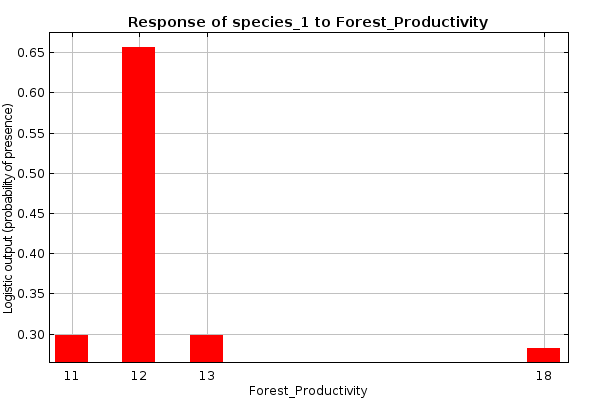 Response of species_1 to Forest_Productivity
Logistic output (probability of presence)
0.65
0.60
0.55
0.50
0.45
0.40
0.35
0.30
11 12 13 18
Forest_Productivity